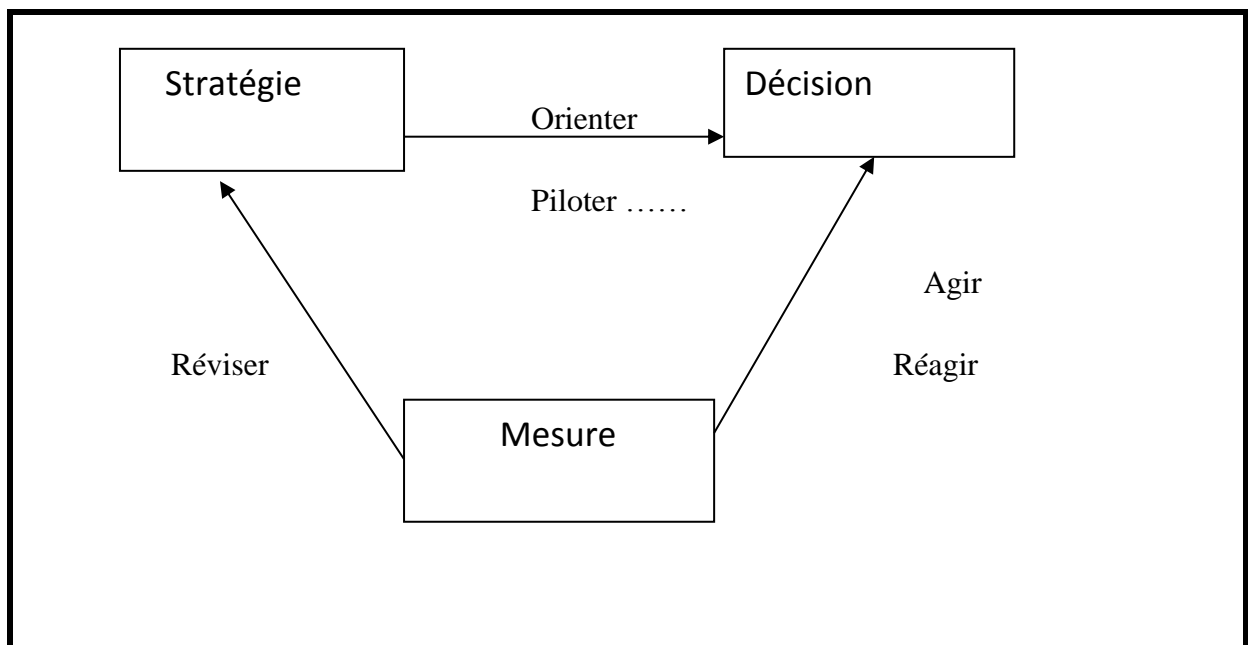 Stratégie
Décision
Orienter
Piloter ……
Agir
Réviser
Réagir
Mesure